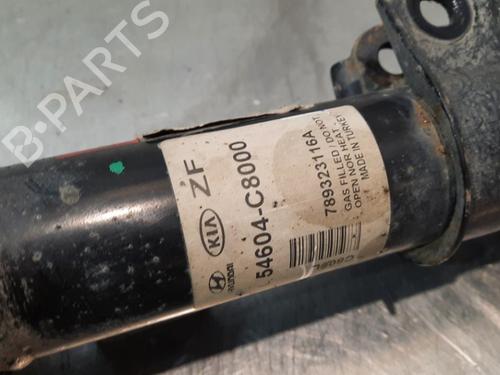 B-PARTS
ZF
KIA
HYUNDAI
54604-C8000
789323116A
GAS FILLED / DO NOT
OPEN NOR HEAT
MADE IN TURKEY